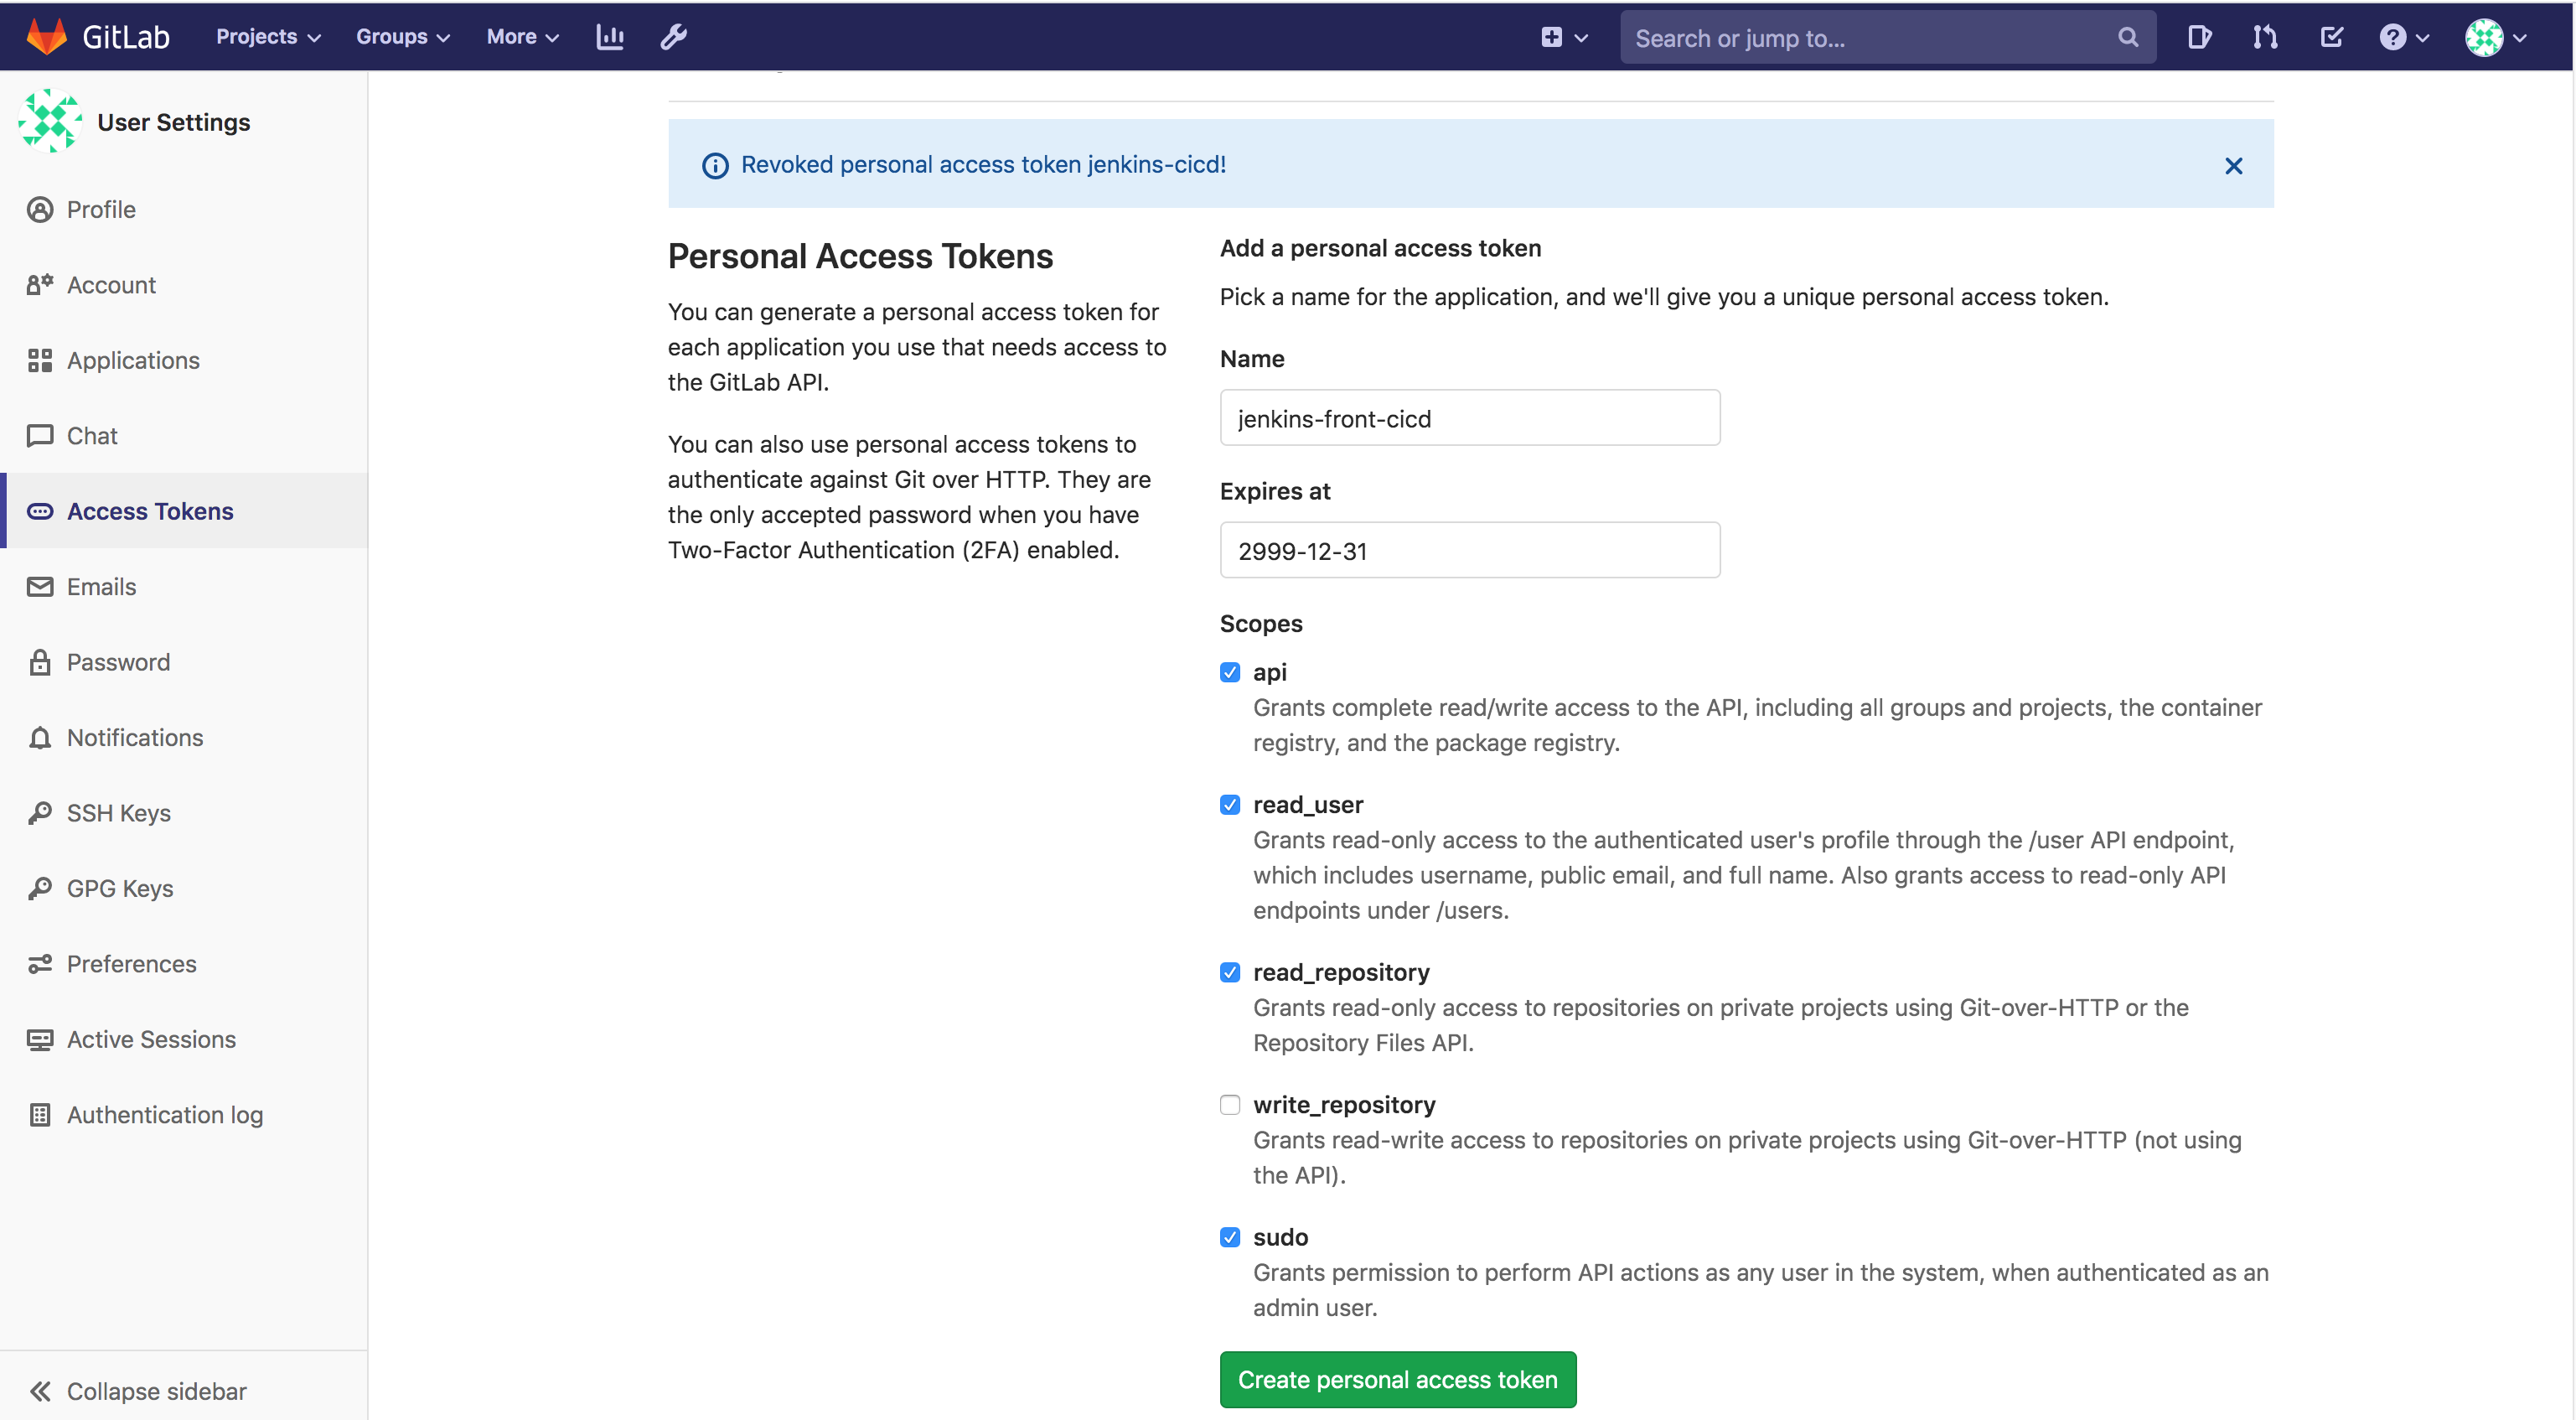 GitLab Projects Groups More Search or jump to...
User Settings
Profile
Account
Applications
Chat
Access Tokens
Emails
Password
Notifications
SSH Keys
GPG Keys
Preferences
Active Sessions
Authentication log
Collapse sidebar
Revoked personal access token jenkins-cicd!
Personal Access Tokens
You can generate a personal access token for
each application you use that needs access to
the GitLab API.
You can also use personal access tokens to
authenticate against Git over HTTP. They are
the only accepted password when you have
Two-Factor Authentication (2FA) enabled.
Add a personal access token
Pick a name for the application, and we'll give you a unique personal access token.
Name
jenkins-front-cicd
Expires at
2999-12-31
Scopes
api
Grants complete read/write access to the API, including all groups and projects, the container
registry, and the package registry.
read_user
Grants read-only access to the authenticated user's profile through the /user API endpoint,
which includes username, public email, and full name. Also grants access to read-only API
endpoints under /users.
read_repository
Grants read-only access to repositories on private projects using Git-over-HTTP or the
Repository Files API.
write_repository
Grants read-write access to repositories on private projects using Git-over-HTTP (not using
the API).
sudo
Grants permission to perform API actions as any user in the system, when authenticated as an
admin user.
Create personal access token